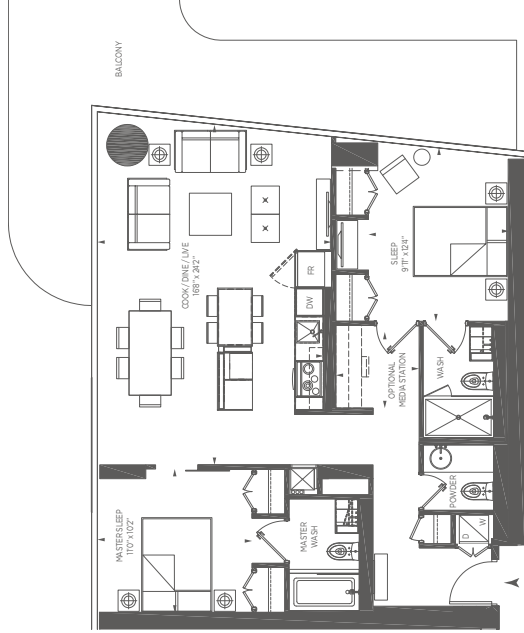 BALCONY
COOK / DINE / LIVE
16'8" x 24'2"
FR
DW
SLEEP
9'11" x 12'4"
OPTIONAL
MEDIA STATION
WASH
POWDER
D
W
MASTER SLEEP
11'0" x 10'2"
MASTER
WASH